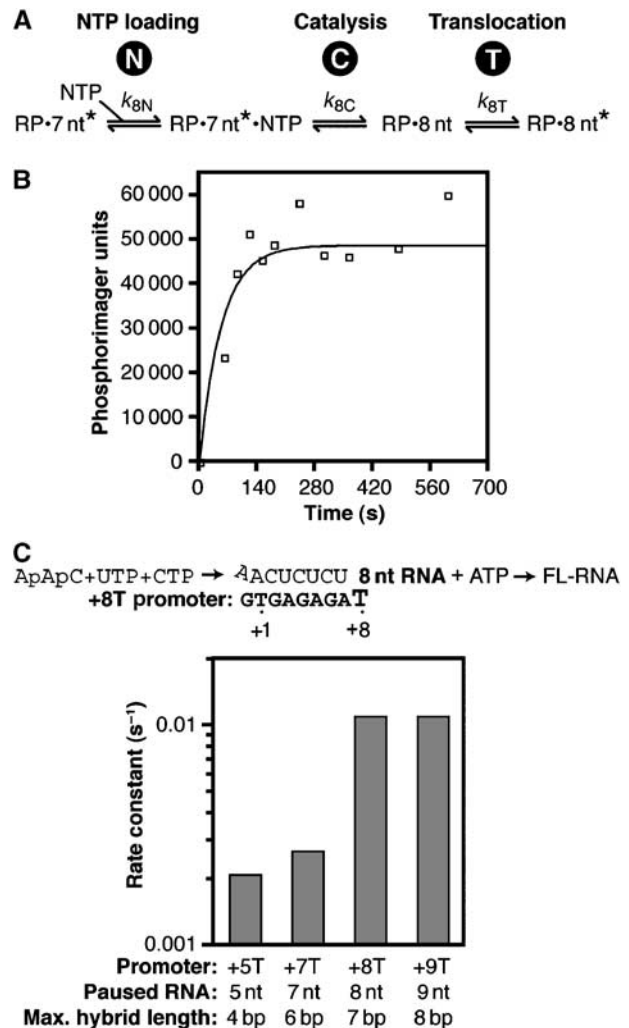 A NTP loading Catalysis Translocation
N C T
NTP k8N k8C k8T
RP•7 nt* RP•7 nt*•NTP RP•8 nt RP•8 nt*
B
60 000
50 000
40 000
30 000
20 000
10 000
0
Phosphorimager units
0 140 280 420 560 700
Time (s)
C
ApApC+UTP+CTP → AACUCUCU 8 nt RNA + ATP → FL-RNA
+8T promoter: GTGAGAGAT
+1 +8
Rate constant (s⁻¹)
0.01
0.001
Promoter: +5T +7T +8T +9T
Paused RNA: 5 nt 7 nt 8 nt 9 nt
Max. hybrid length: 4 bp 6 bp 7 bp 8 bp